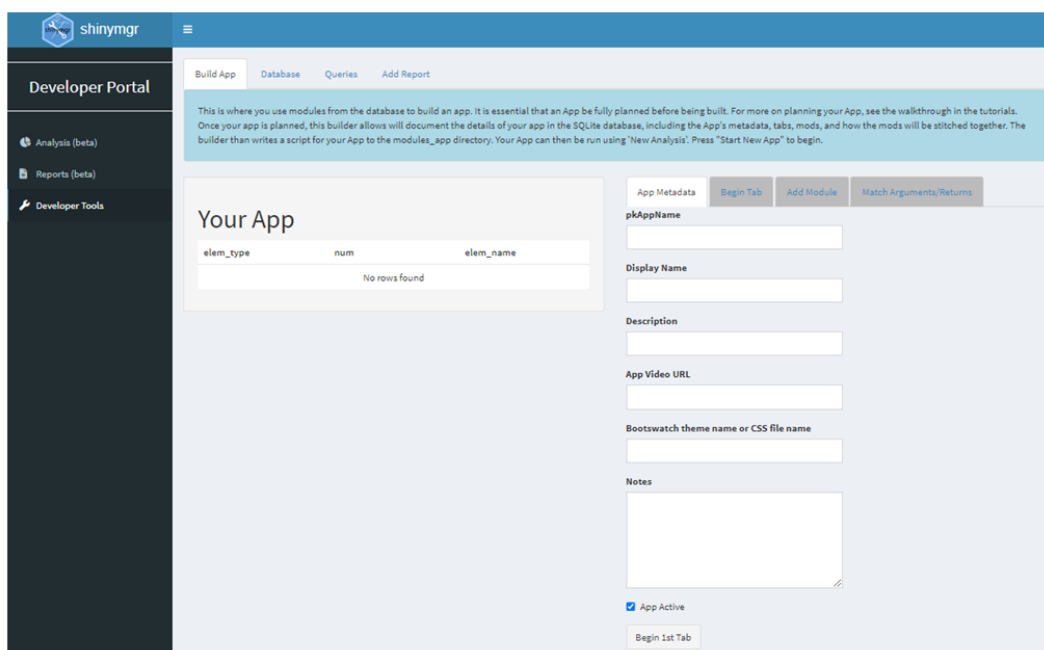 shinymgr
Developer Portal
Analysis (beta)
Reports (beta)
Developer Tools
Build App Database Queries Add Report
This is where you use modules from the database to build an app. It is essential that an App be fully planned before being built. For more on planning your App, see the walkthrough in the tutorials.
Once your app is planned, this builder allows will document the details of your app in the SQLite database, including the App's metadata, tabs, mods, and how the mods will be stitched together. The
builder than writes a script for your App to the modules_app directory. Your App can then be run using 'New Analysis'. Press "Start New App" to begin.
Your App
elem_type num elem_name
No rows found
App Metadata Begin Tab Add Module Match Arguments/Returns
pkAppName
Display Name
Description
App Video URL
Bootswatch theme name or CSS file name
Notes
App Active
Begin 1st Tab